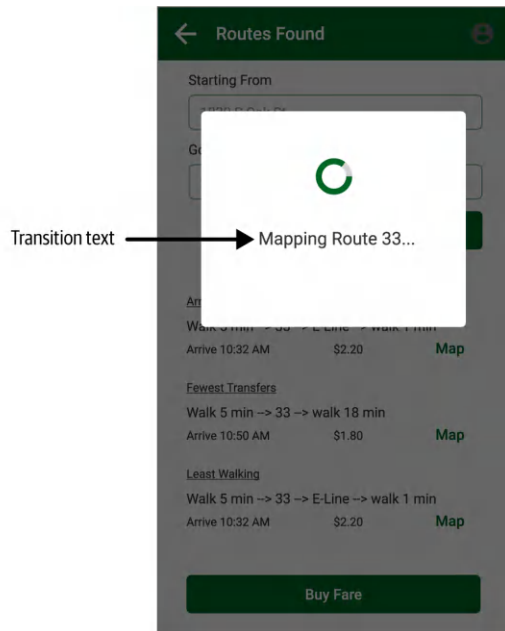 Routes Found
Starting From
Transition text
Mapping Route 33...
Walk 5 min --> 33 --> E-Line --> walk 1 min
Arrive 10:32 AM $2.20 Map
Fewest Transfers
Walk 5 min --> 33 --> walk 18 min
Arrive 10:50 AM $1.80 Map
Least Walking
Walk 5 min --> 33 --> E-Line --> walk 1 min
Arrive 10:32 AM $2.20 Map
Buy Fare